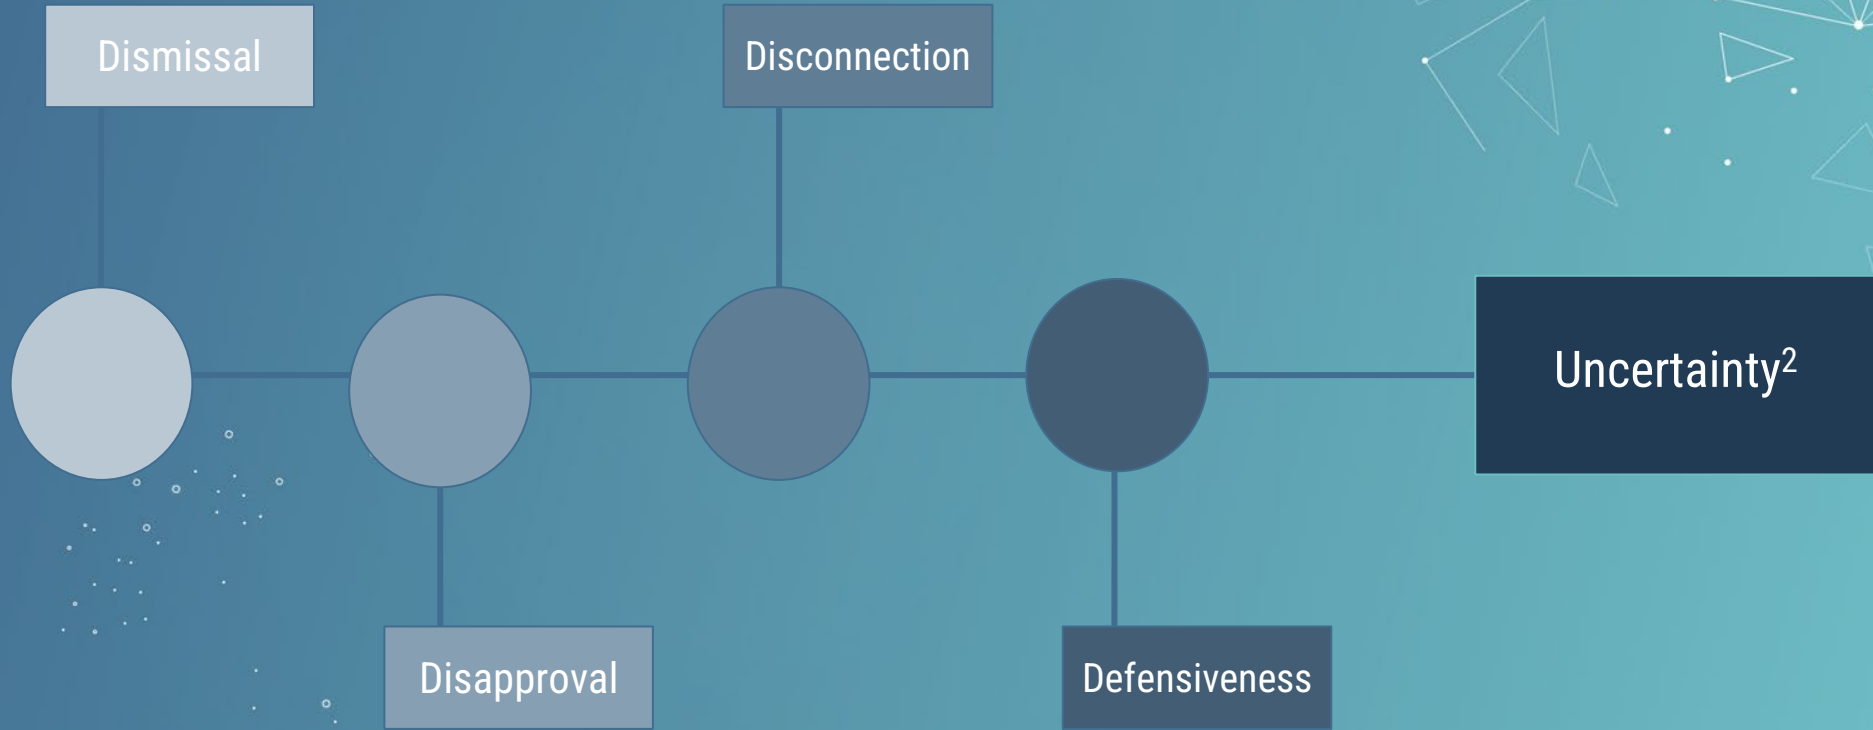 Dismissal
Disconnection
Uncertainty²
Disapproval
Defensiveness